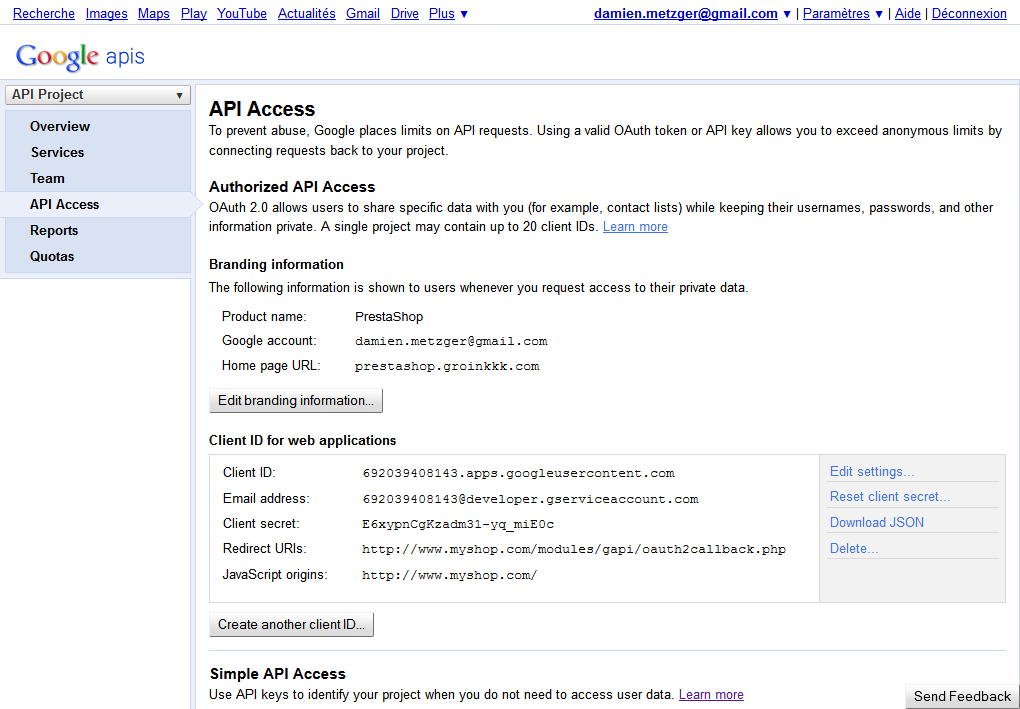 Recherche Images Maps Play YouTube Actualités Gmail Drive Plus ▼ damien.metzger@gmail.com ▼ | Paramètres ▼ | Aide | Déconnexion
Google apis
API Project ▼
Overview
Services
Team
API Access
Reports
Quotas
API Access
To prevent abuse, Google places limits on API requests. Using a valid OAuth token or API key allows you to exceed anonymous limits by
connecting requests back to your project.
Authorized API Access
OAuth 2.0 allows users to share specific data with you (for example, contact lists) while keeping their usernames, passwords, and other
information private. A single project may contain up to 20 client IDs. Learn more
Branding information
The following information is shown to users whenever you request access to their private data.
Product name: PrestaShop
Google account: damien.metzger@gmail.com
Home page URL: prestashop.groinkkk.com
Edit branding information...
Client ID for web applications
Client ID: 692039408143.apps.googleusercontent.com
Email address: 692039408143@developer.gserviceaccount.com
Client secret: E6xypnCgKzadm31-yq_miE0c
Redirect URIs: http://www.myshop.com/modules/gapi/oauth2callback.php
JavaScript origins: http://www.myshop.com/
Edit settings...
Reset client secret...
Download JSON
Delete...
Create another client ID...
Simple API Access
Use API keys to identify your project when you do not need to access user data. Learn more
Send Feedback